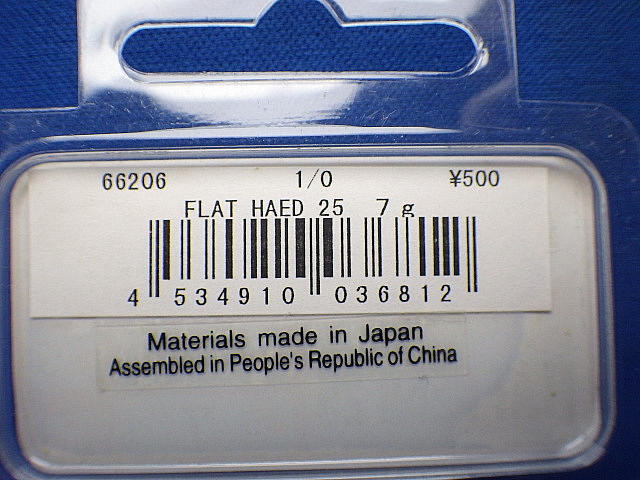 66206 1/0 ¥500
FLAT HAED 25 7 g
4 534910 036812
Materials made in Japan
Assembled in People's Republic of China